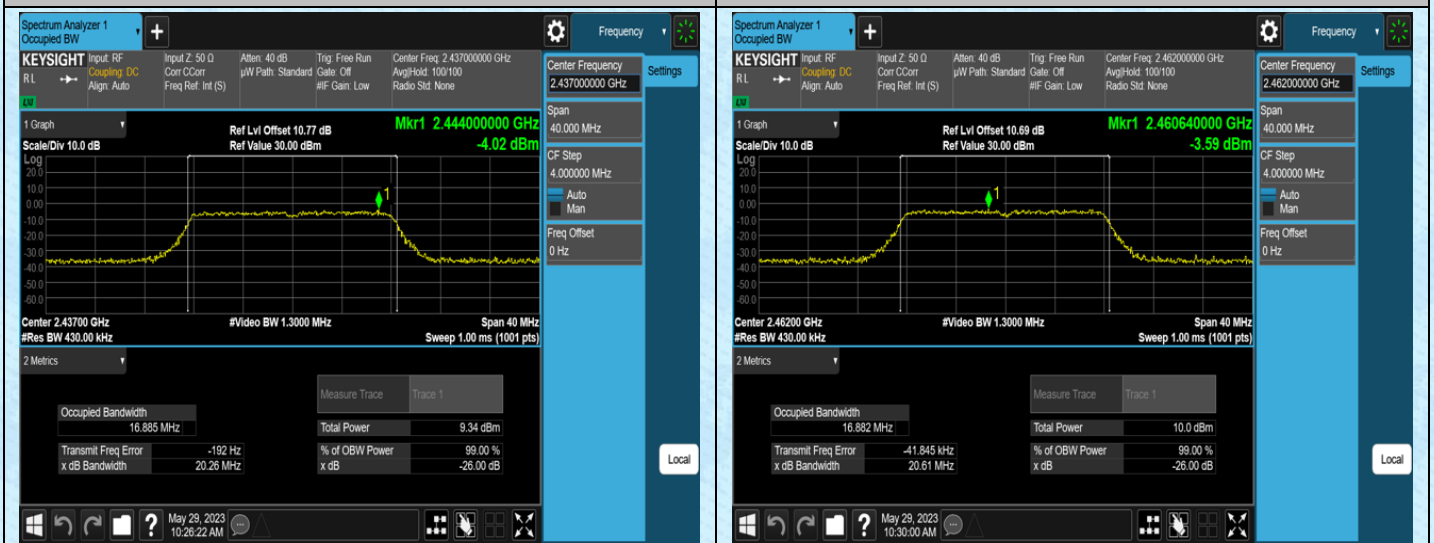 Spectrum Analyzer 1
Occupied BW
+
Frequency
KEYSIGHT
R L
LXI
Input: RF
Coupling: DC
Align: Auto
Input Z: 50 Ω
Corr CCorr
Freq Ref: Int (S)
Atten: 40 dB
µW Path: Standard
Trig: Free Run
Gate: Off
#IF Gain: Low
Center Freq: 2.437000000 GHz
Avg|Hold: 100/100
Radio Std: None
Center Frequency
2.437000000 GHz
Settings
Span
40.000 MHz
CF Step
4.000000 MHz
Auto
Man
Freq Offset
0 Hz
Local
1 Graph
Scale/Div 10.0 dB
Ref Lvl Offset 10.77 dB
Ref Value 30.00 dBm
Mkr1 2.444000000 GHz
-4.02 dBm
Log
20.0
10.0
0.00
-10.0
-20.0
-30.0
-40.0
-50.0
-60.0
1
Center 2.43700 GHz
#Video BW 1.3000 MHz
Span 40 MHz
#Res BW 430.00 kHz
Sweep 1.00 ms (1001 pts)
2 Metrics
Measure Trace Trace 1
Occupied Bandwidth
16.885 MHz
Total Power 9.34 dBm
Transmit Freq Error -192 Hz
% of OBW Power 99.00 %
x dB Bandwidth 20.26 MHz
x dB -26.00 dB
?
May 29, 2023
10:26:22 AM
Spectrum Analyzer 1
Occupied BW
+
Frequency
KEYSIGHT
R L
LXI
Input: RF
Coupling: DC
Align: Auto
Input Z: 50 Ω
Corr CCorr
Freq Ref: Int (S)
Atten: 40 dB
µW Path: Standard
Trig: Free Run
Gate: Off
#IF Gain: Low
Center Freq: 2.462000000 GHz
Avg|Hold: 100/100
Radio Std: None
Center Frequency
2.462000000 GHz
Settings
Span
40.000 MHz
CF Step
4.000000 MHz
Auto
Man
Freq Offset
0 Hz
Local
1 Graph
Scale/Div 10.0 dB
Ref Lvl Offset 10.69 dB
Ref Value 30.00 dBm
Mkr1 2.460640000 GHz
-3.59 dBm
Log
20.0
10.0
0.00
-10.0
-20.0
-30.0
-40.0
-50.0
-60.0
1
Center 2.46200 GHz
#Video BW 1.3000 MHz
Span 40 MHz
#Res BW 430.00 kHz
Sweep 1.00 ms (1001 pts)
2 Metrics
Measure Trace Trace 1
Occupied Bandwidth
16.882 MHz
Total Power 10.0 dBm
Transmit Freq Error -41.845 kHz
% of OBW Power 99.00 %
x dB Bandwidth 20.61 MHz
x dB -26.00 dB
?
May 29, 2023
10:30:00 AM